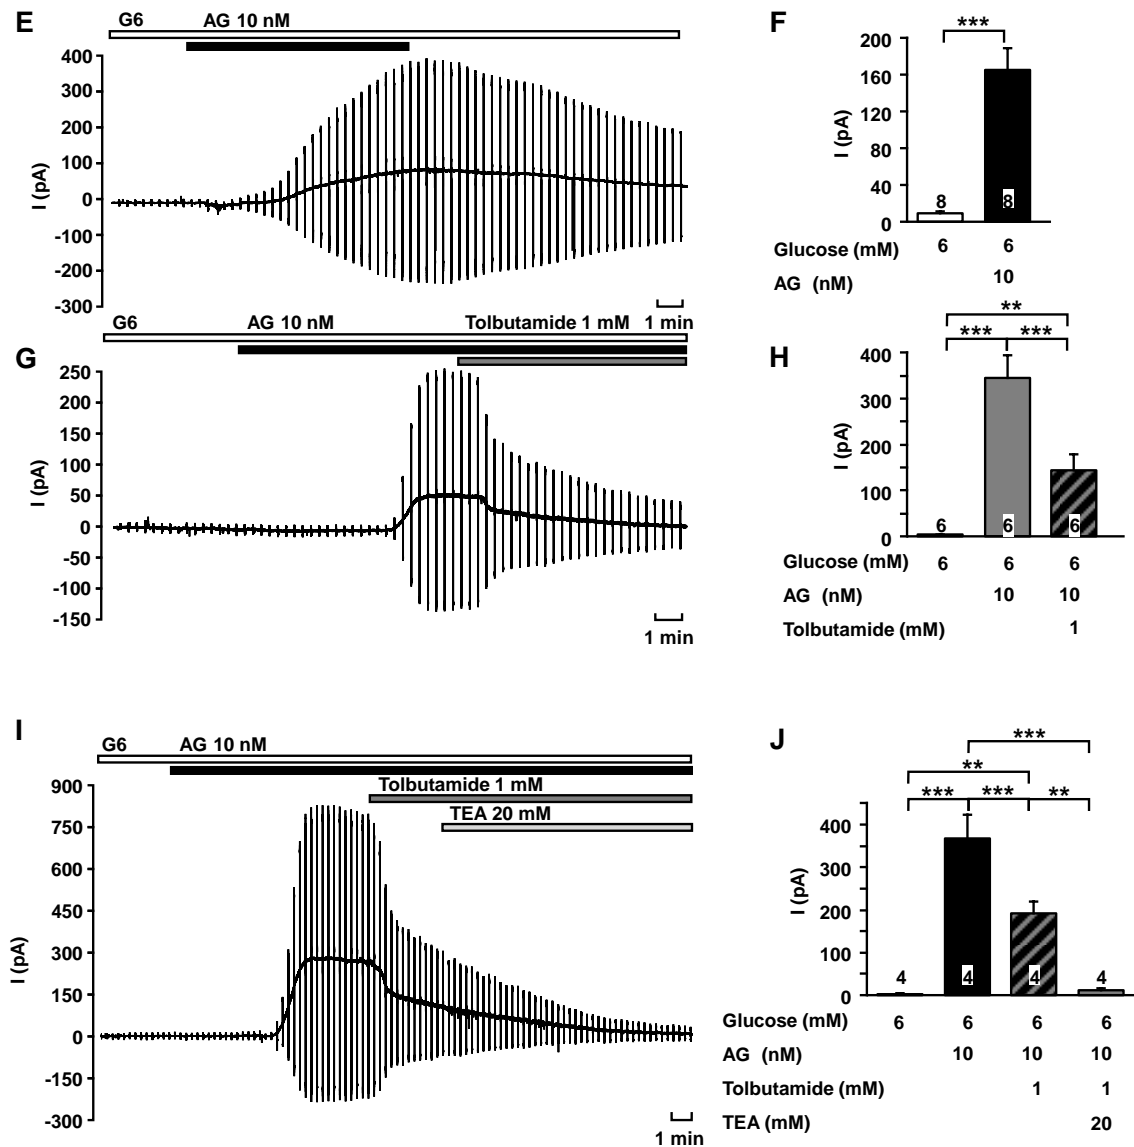 E
G6 AG 10 nM
400
300
200
100
0
-100
-200
-300
I (pA)
1 min
F
***
200
160
120
80
40
0
I (pA)
8 8
Glucose (mM) 6 6
AG (nM) 10
G
G6 AG 10 nM Tolbutamide 1 mM
250
200
150
100
50
0
-50
-100
-150
I (pA)
1 min
H
**
*** ***
400
300
200
100
0
I (pA)
6 6 6
Glucose (mM) 6 6 6
AG (nM) 10 10
Tolbutamide (mM) 1
I
G6 AG 10 nM
Tolbutamide 1 mM
TEA 20 mM
900
750
600
450
300
150
0
-150
-300
I (pA)
1 min
J
***
**
*** *** **
400
300
200
100
0
I (pA)
4 4 4 4
Glucose (mM) 6 6 6 6
AG (nM) 10 10 10
Tolbutamide (mM) 1 1
TEA (mM) 20